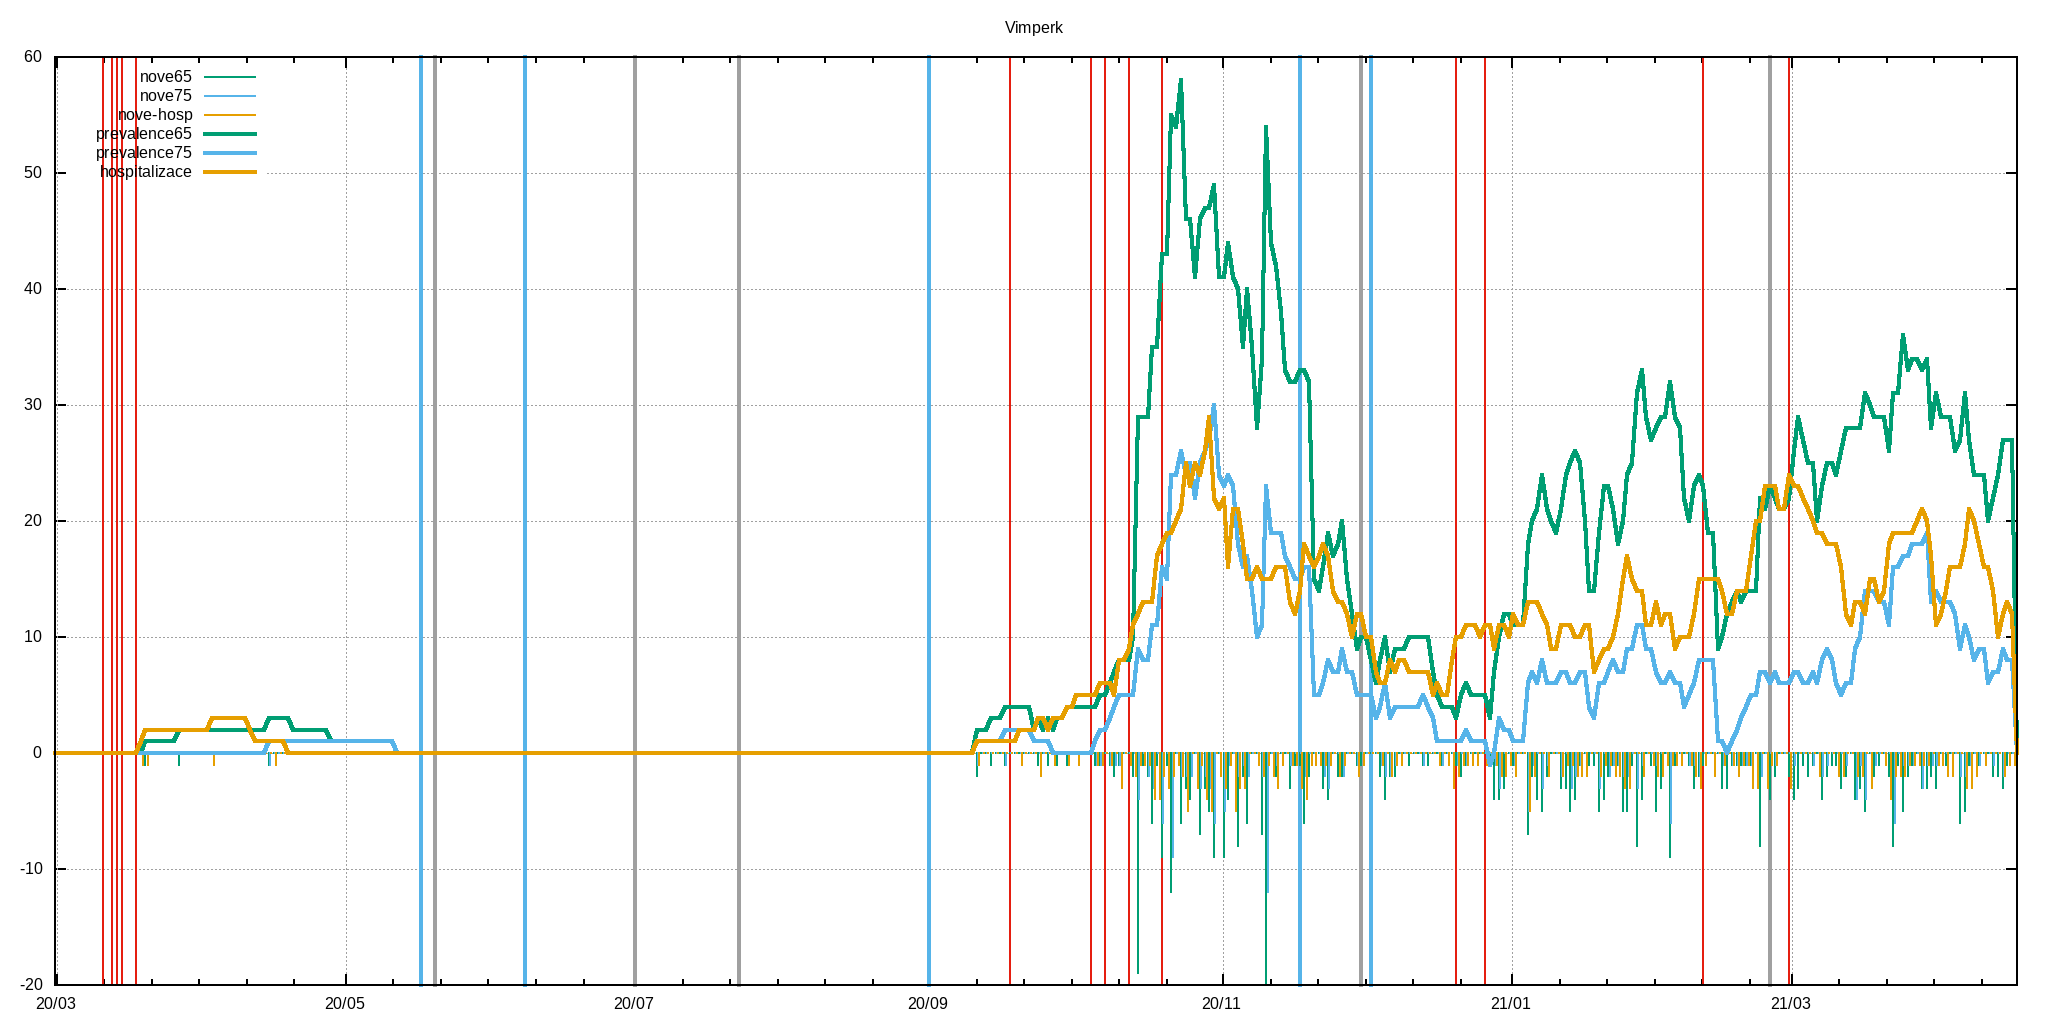 Vimperk
60
nove65
nove75
nove-hosp
prevalence65
prevalence75
hospitalizace
50
40
30
20
10
0
-10
-20
20/03 20/05 20/07 20/09 20/11 21/01 21/03